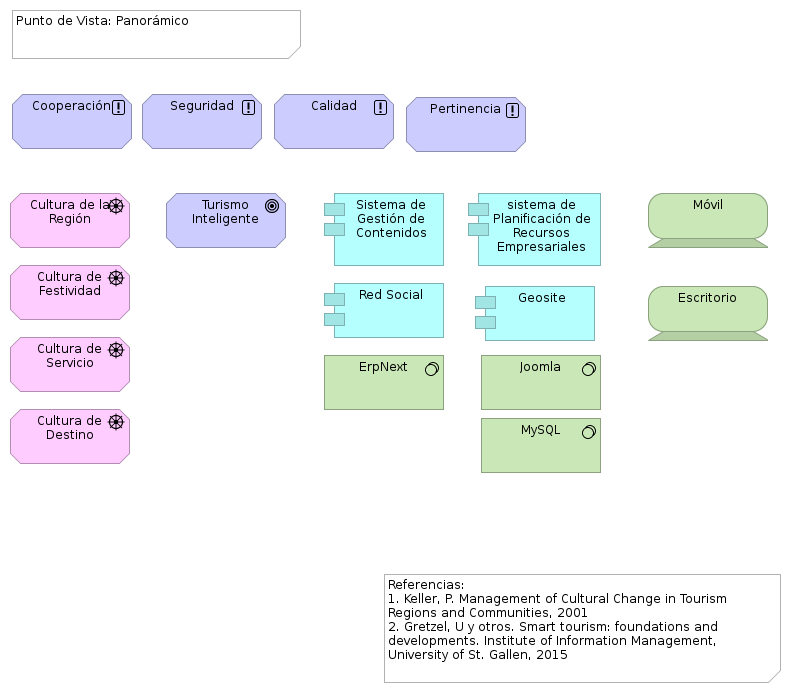 Punto de Vista: Panorámico
Cooperación
Seguridad
Calidad
Pertinencia
Cultura de la
Región
Turismo
Inteligente
Sistema de
Gestión de
Contenidos
sistema de
Planificación de
Recursos
Empresariales
Móvil
Cultura de
Festividad
Red Social
Geosite
Escritorio
Cultura de
Servicio
ErpNext
Joomla
Cultura de
Destino
MySQL
Referencias:
1. Keller, P. Management of Cultural Change in Tourism
Regions and Communities, 2001
2. Gretzel, U y otros. Smart tourism: foundations and
developments. Institute of Information Management,
University of St. Gallen, 2015